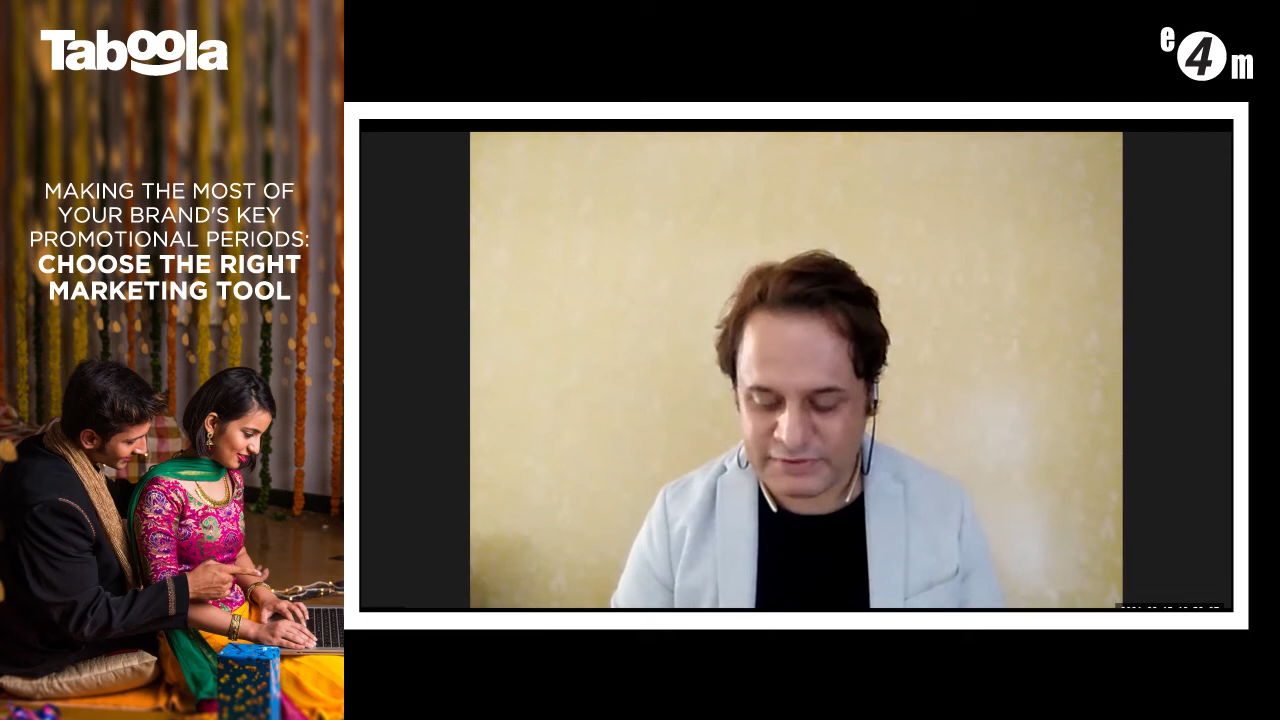 Taboola
MAKING THE MOST OF
YOUR BRAND'S KEY
PROMOTIONAL PERIODS:
CHOOSE THE RIGHT
MARKETING TOOL
e4m